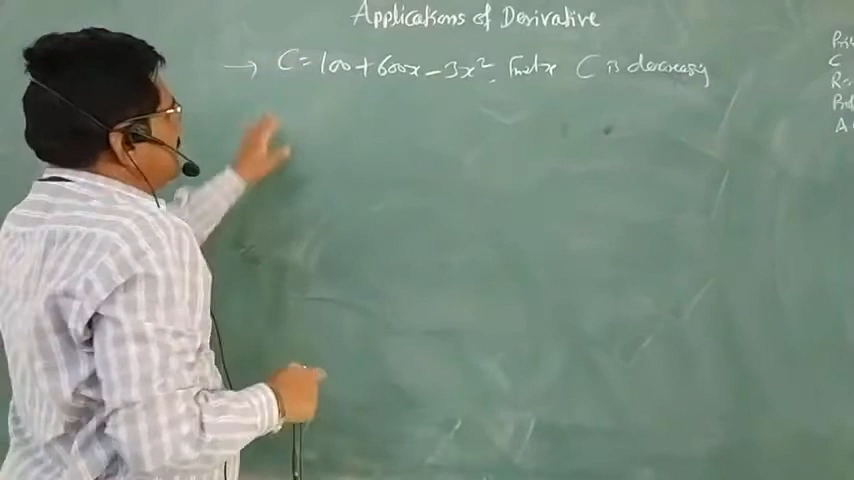 Applications of Derivative
→ C = 100 + 600x - 3x². Find x C is decreasing
C
R =
A